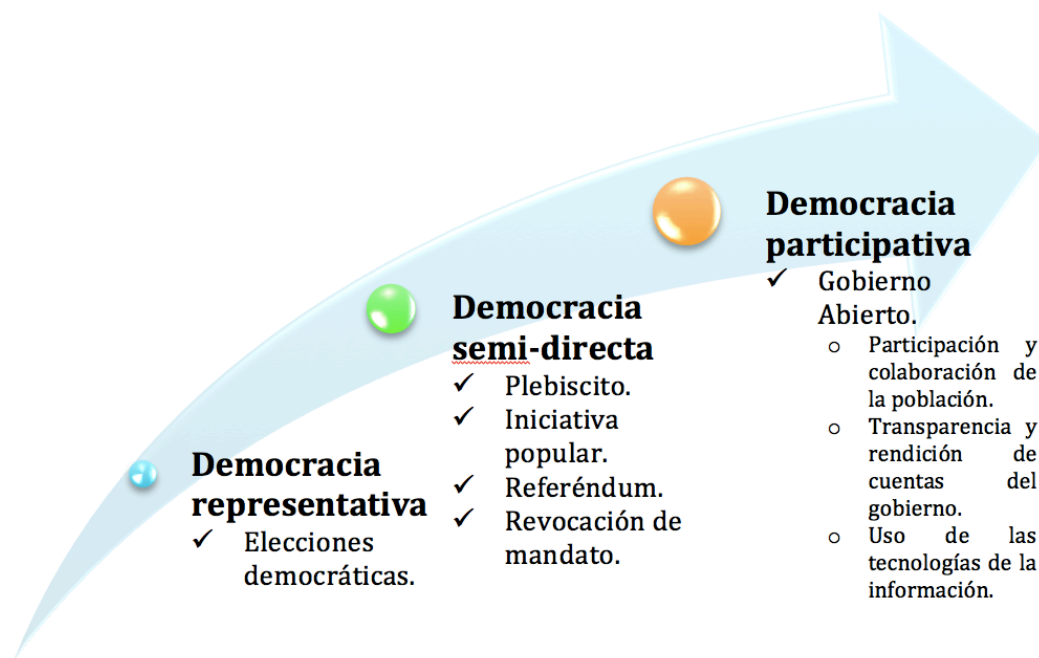 Democracia
representativa
✓ Elecciones
democráticas.
Democracia
semi-directa
✓ Plebiscito.
✓ Iniciativa
popular.
✓ Referéndum.
✓ Revocación de
mandato.
Democracia
participativa
✓ Gobierno
Abierto.
o Participación y
colaboración de
la población.
o Transparencia y
rendición de
cuentas del
gobierno.
o Uso de las
tecnologías de la
información.